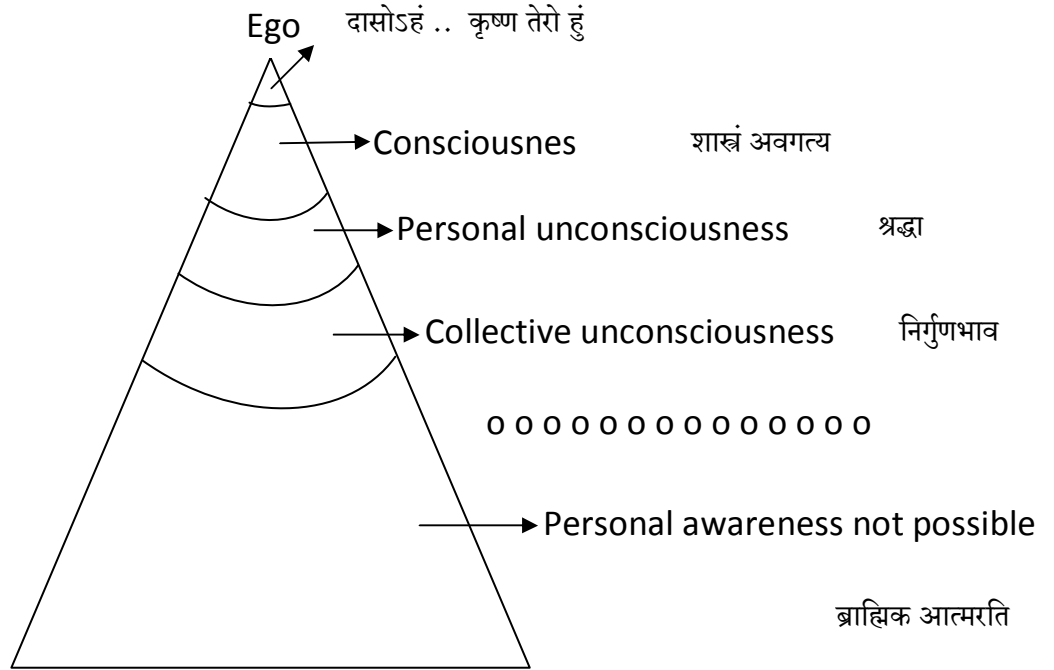 Ego दासोऽहं .. कृष्ण तेरो हुं
Consciousnes शास्त्रं अवगत्य
Personal unconsciousness श्रद्धा
Collective unconsciousness निर्गुणभाव
o o o o o o o o o o o o o o
Personal awareness not possible
ब्राह्मिक आत्मरति